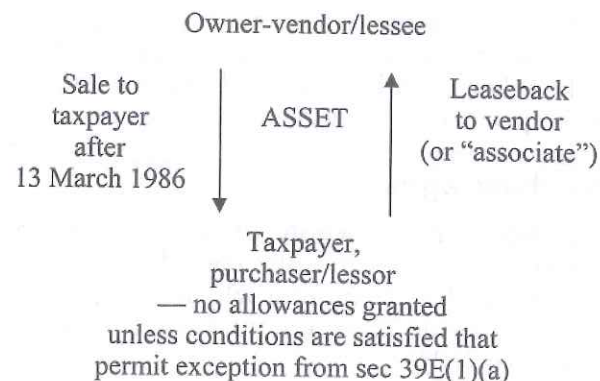 Owner-vendor/lessee
Sale to
taxpayer
after
13 March 1986
ASSET
Leaseback
to vendor
(or “associate”)
Taxpayer,
purchaser/lessor
— no allowances granted
unless conditions are satisfied that
permit exception from sec 39E(1)(a)